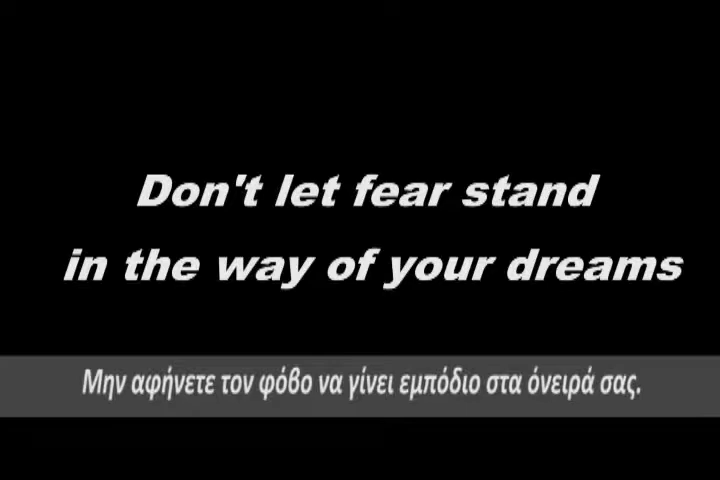 Don't let fear stand
in the way of your dreams
Μην αφήνετε τον φόβο να γίνει εμπόδιο στα όνειρά σας.